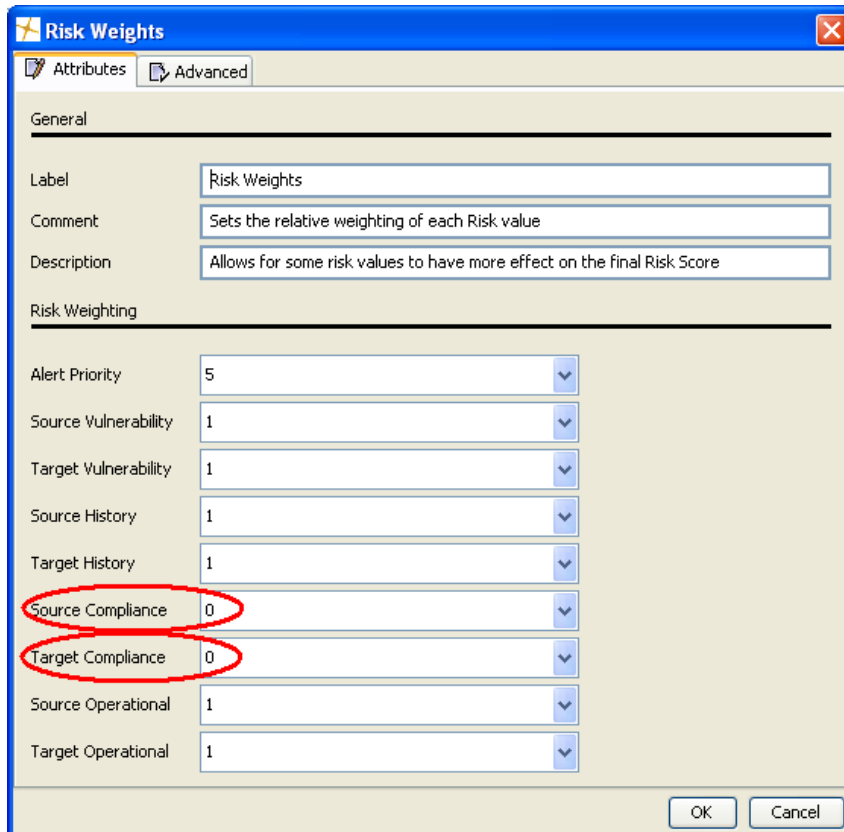 Risk Weights
Attributes Advanced
General
Label Risk Weights
Comment Sets the relative weighting of each Risk value
Description Allows for some risk values to have more effect on the final Risk Score
Risk Weighting
Alert Priority 5
Source Vulnerability 1
Target Vulnerability 1
Source History 1
Target History 1
Source Compliance 0
Target Compliance 0
Source Operational 1
Target Operational 1
OK Cancel